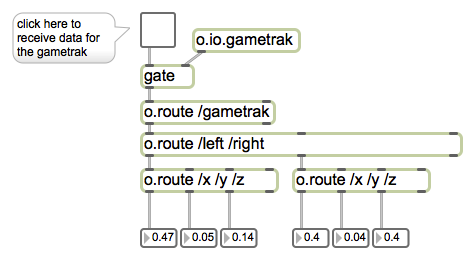 click here to
receive data for
the gametrak
o.io.gametrak
gate
o.route /gametrak
o.route /left /right
o.route /x /y /z
o.route /x /y /z
0.47
0.05
0.14
0.4
0.04
0.4